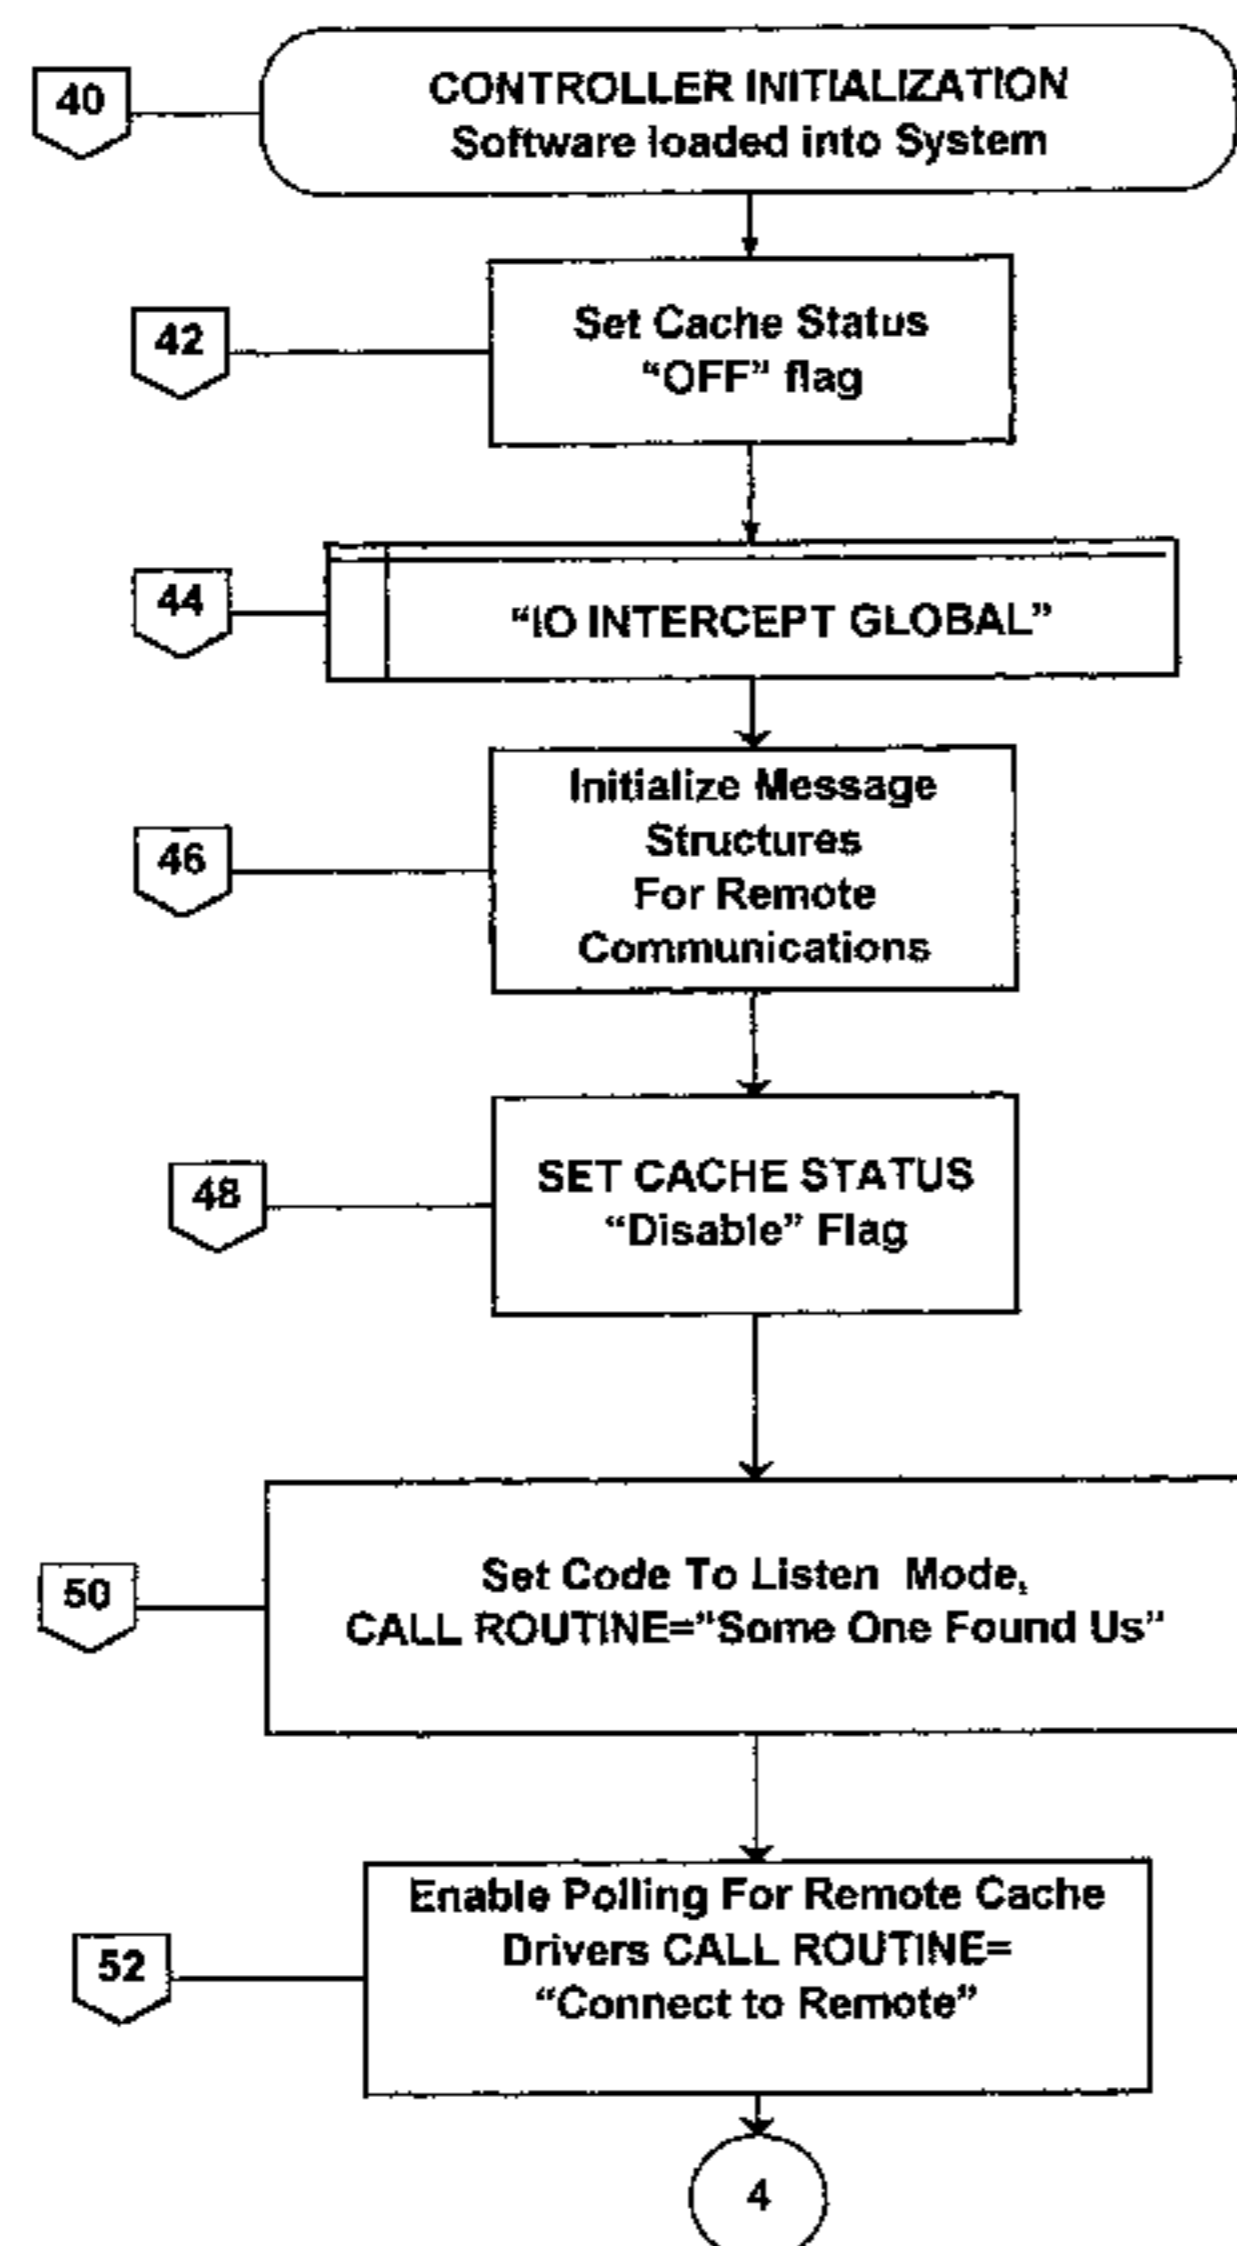 40
CONTROLLER INITIALIZATION
Software loaded into System
42
Set Cache Status
“OFF” flag
44
“IO INTERCEPT GLOBAL”
46
Initialize Message
Structures
For Remote
Communications
48
SET CACHE STATUS
“Disable” Flag
50
Set Code To Listen Mode,
CALL ROUTINE=”Some One Found Us”
52
Enable Polling For Remote Cache
Drivers CALL ROUTINE=
“Connect to Remote”
4